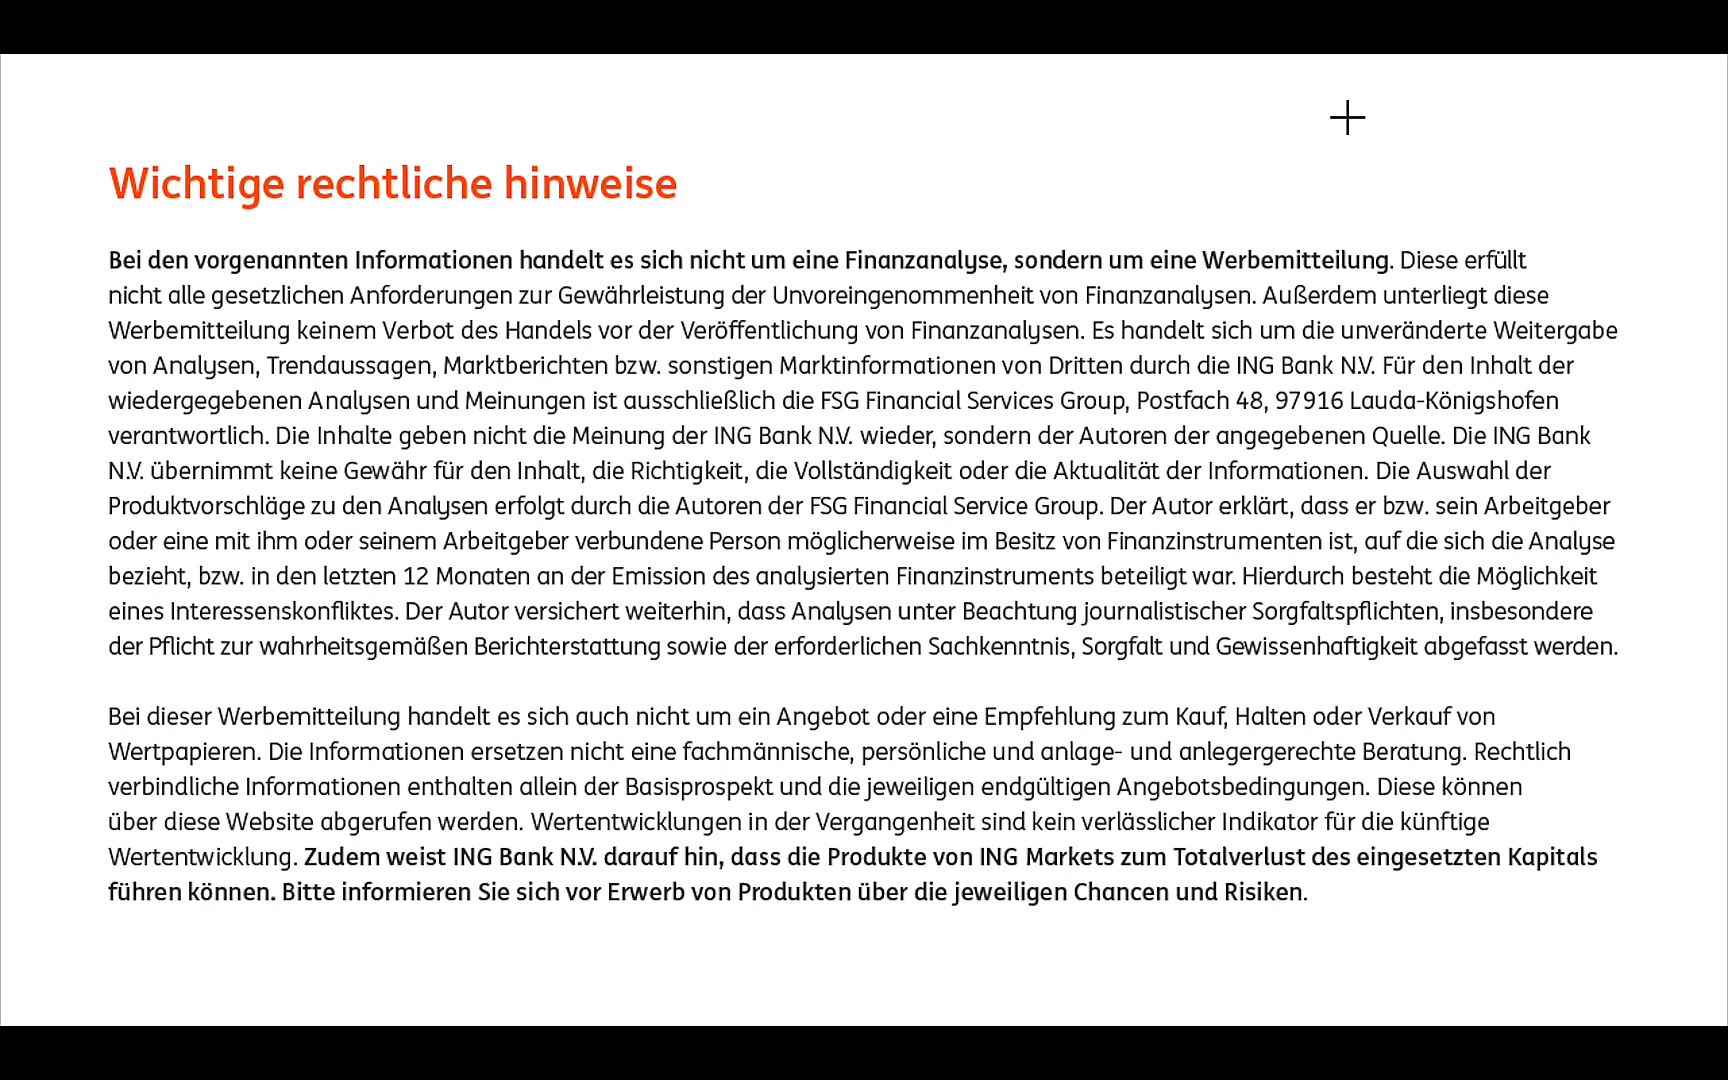 Wichtige rechtliche hinweise
Bei den vorgenannten Informationen handelt es sich nicht um eine Finanzanalyse, sondern um eine Werbemitteilung. Diese erfüllt
nicht alle gesetzlichen Anforderungen zur Gewährleistung der Unvoreingenommenheit von Finanzanalysen. Außerdem unterliegt diese
Werbemitteilung keinem Verbot des Handels vor der Veröffentlichung von Finanzanalysen. Es handelt sich um die unveränderte Weitergabe
von Analysen, Trendaussagen, Marktberichten bzw. sonstigen Marktinformationen von Dritten durch die ING Bank N.V. Für den Inhalt der
wiedergegebenen Analysen und Meinungen ist ausschließlich die FSG Financial Services Group, Postfach 48, 97916 Lauda-Königshofen
verantwortlich. Die Inhalte geben nicht die Meinung der ING Bank N.V. wieder, sondern der Autoren der angegebenen Quelle. Die ING Bank
N.V. übernimmt keine Gewähr für den Inhalt, die Richtigkeit, die Vollständigkeit oder die Aktualität der Informationen. Die Auswahl der
Produktvorschläge zu den Analysen erfolgt durch die Autoren der FSG Financial Service Group. Der Autor erklärt, dass er bzw. sein Arbeitgeber
oder eine mit ihm oder seinem Arbeitgeber verbundene Person möglicherweise im Besitz von Finanzinstrumenten ist, auf die sich die Analyse
bezieht, bzw. in den letzten 12 Monaten an der Emission des analysierten Finanzinstruments beteiligt war. Hierdurch besteht die Möglichkeit
eines Interessenskonfliktes. Der Autor versichert weiterhin, dass Analysen unter Beachtung journalistischer Sorgfaltspflichten, insbesondere
der Pflicht zur wahrheitsgemäßen Berichterstattung sowie der erforderlichen Sachkenntnis, Sorgfalt und Gewissenhaftigkeit abgefasst werden.
Bei dieser Werbemitteilung handelt es sich auch nicht um ein Angebot oder eine Empfehlung zum Kauf, Halten oder Verkauf von
Wertpapieren. Die Informationen ersetzen nicht eine fachmännische, persönliche und anlage- und anlegergerechte Beratung. Rechtlich
verbindliche Informationen enthalten allein der Basisprospekt und die jeweiligen endgültigen Angebotsbedingungen. Diese können
über diese Website abgerufen werden. Wertentwicklungen in der Vergangenheit sind kein verlässlicher Indikator für die künftige
Wertentwicklung. Zudem weist ING Bank N.V. darauf hin, dass die Produkte von ING Markets zum Totalverlust des eingesetzten Kapitals
führen können. Bitte informieren Sie sich vor Erwerb von Produkten über die jeweiligen Chancen und Risiken.